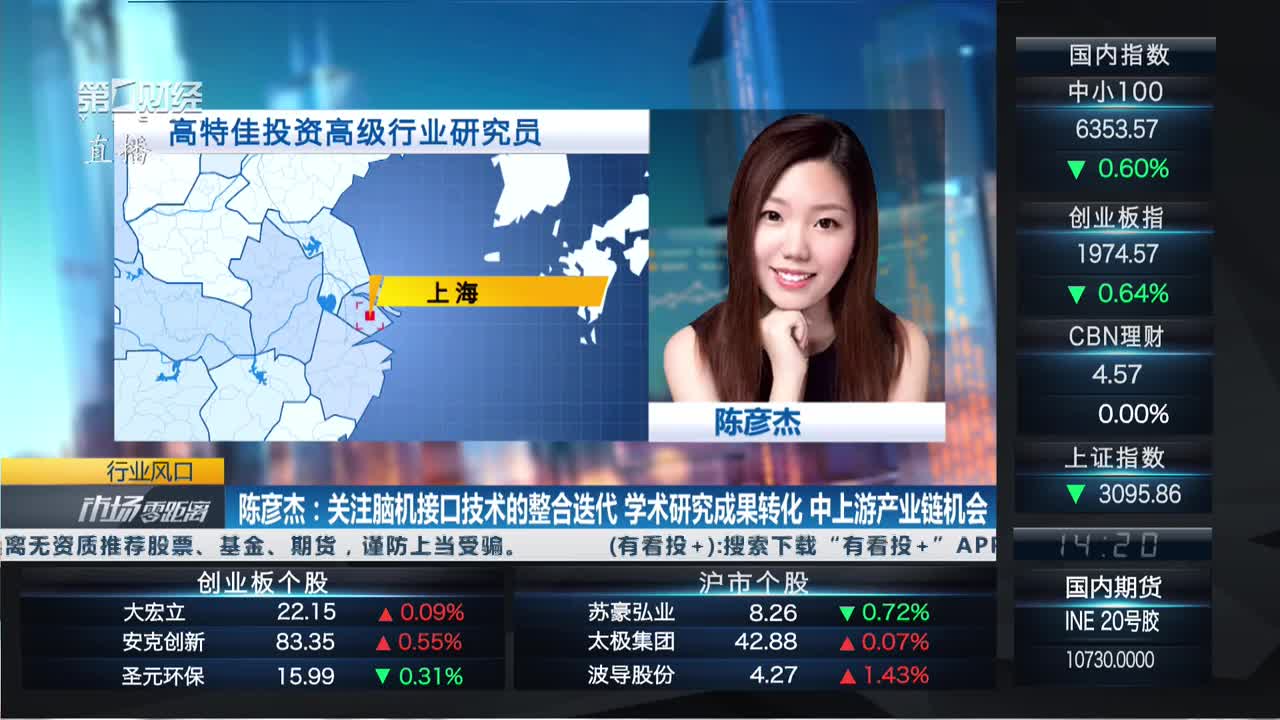 第一财经
直播
高特佳投资高级行业研究员
上海
陈彦杰
行业风口
市场零距离
陈彦杰：关注脑机接口技术的整合迭代 学术研究成果转化 中上游产业链机会
离无资质推荐股票、基金、期货，谨防上当受骗。 (有看投+):搜索下载“有看投+”APP
创业板个股
大宏立 22.15 ▲ 0.09%
安克创新 83.35 ▲ 0.55%
圣元环保 15.99 ▼ 0.31%
沪市个股
苏豪弘业 8.26 ▼ 0.72%
太极集团 42.88 ▲ 0.07%
波导股份 4.27 ▲ 1.43%
国内指数
中小100
6353.57
▼ 0.60%
创业板指
1974.57
▼ 0.64%
CBN理财
4.57
0.00%
上证指数
▼ 3095.86
14:20
国内期货
INE 20号胶
10730.0000